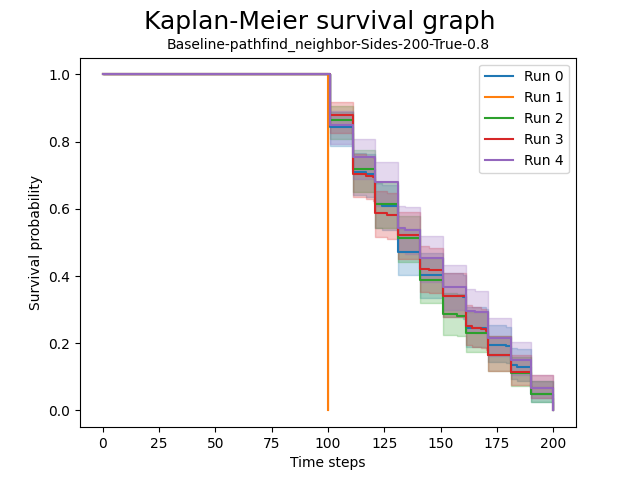 Kaplan-Meier survival graph
Baseline-pathfind_neighbor-Sides-200-True-0.8
Survival probability
1.0
0.8
0.6
0.4
0.2
0.0
Run 0
Run 1
Run 2
Run 3
Run 4
0 25 50 75 100 125 150 175 200
Time steps